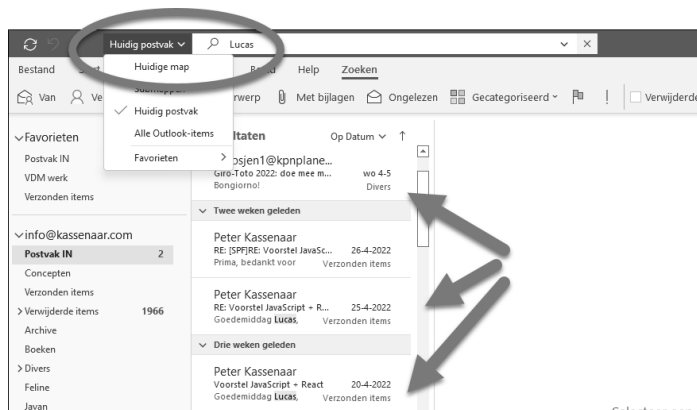 Huidig postvak Lucas
Huidige map
Bestand Help Zoeken
Submappen
Van Met bijlagen Ongelezen Gecategoriseerd
Huidig postvak
Alle Outlook-items
Favorieten
Favorieten
Op Datum
Postvak IN
VDM werk
Verzonden items
Giro-Toto 2022: doe mee m... wo 4-5
Bongiorno! Divers
Twee weken geleden
info@kassenaar.com
Postvak IN 2
Concepten
Verzonden items
Verwijderde items 1966
Archive
Boeken
Divers
Feline
Javan
Peter Kassenaar
RE: [SPF]RE: Voorstel JavaSc... 26-4-2022
Prima, bedankt voor Verzonden items
Peter Kassenaar
RE: Voorstel JavaScript + R... 25-4-2022
Goedemiddag Lucas, Verzonden items
Drie weken geleden
Peter Kassenaar
Voorstel JavaScript + React 20-4-2022
Goedemiddag Lucas, Verzonden items